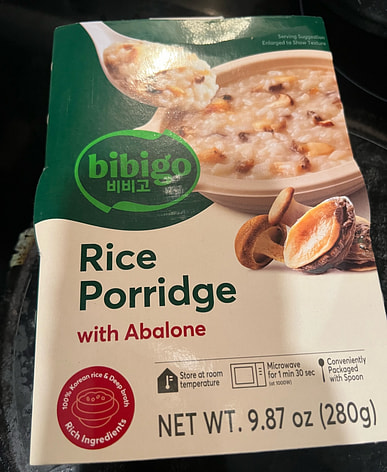 Serving Suggestion
Enlarged to Show Texture
bibigo
비비고
Rice
Porridge
with Abalone
Store at room
temperature
Microwave
for 1 min 30 sec
(at 1000W)
Conveniently
Packaged
with Spoon
100% Korean rice & Deep broth
Rich Ingredients
NET WT. 9.87 oz (280g)